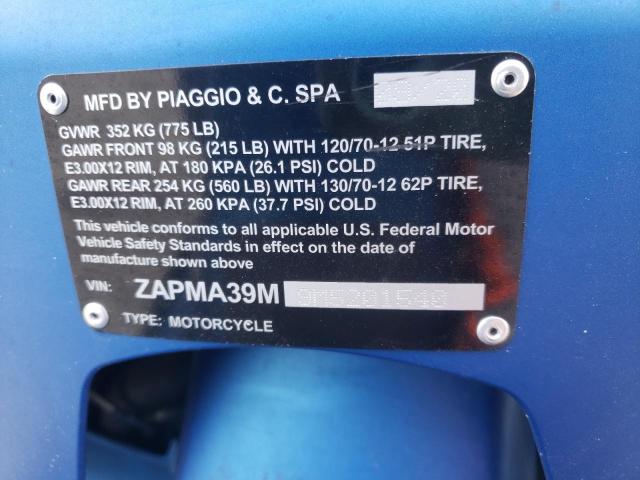 MFD BY PIAGGIO & C. SPA
GVWR 352 KG (775 LB)
GAWR FRONT 98 KG (215 LB) WITH 120/70-12 51P TIRE,
E3.00X12 RIM, AT 180 KPA (26.1 PSI) COLD
GAWR REAR 254 KG (560 LB) WITH 130/70-12 62P TIRE,
E3.00X12 RIM, AT 260 KPA (37.7 PSI) COLD
This vehicle conforms to all applicable U.S. Federal Motor
Vehicle Safety Standards in effect on the date of
manufacture shown above
VIN: ZAPMA39M
TYPE: MOTORCYCLE